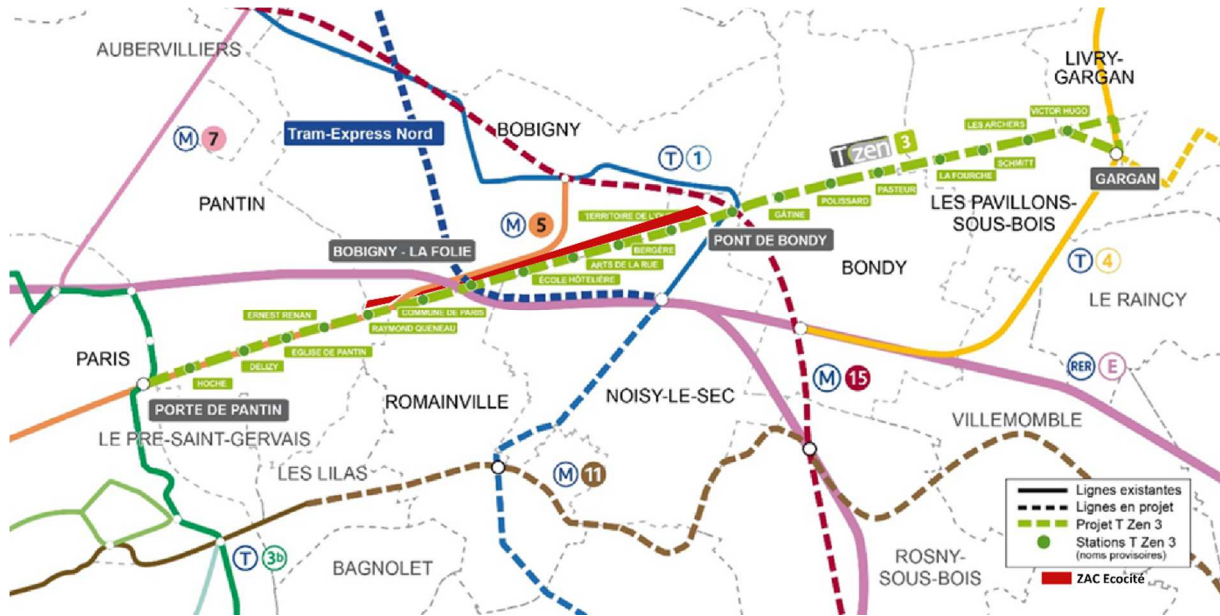 AUBERVILLIERS
LIVRY-
GARGAN
VICTOR HUGO
LES ARCHERS
M 7
Tram-Express Nord
BOBIGNY
T 1
T zen 3
SCHMITT
LA FOURCHE
GARGAN
PASTEUR
POLISSARD
GÂTINE
PANTIN
LES PAVILLONS-
SOUS-BOIS
M 5
TERRITOIRE DE
PONT DE BONDY
BOBIGNY - LA FOLIE
BERGÈRE
ARTS DE LA RUE
ÉCOLE HÔTELIÈRE
BONDY
T 4
LE RAINCY
COMMUNE DE PARIS
ERNEST RENAN
RAYMOND QUENEAU
EGLISE DE PANTIN
PARIS
DELIZY
HOCHE
RER E
M 15
ROMAINVILLE
NOISY-LE-SEC
PORTE DE PANTIN
LE PRE-SAINT-GERVAIS
VILLEMOMBLE
LES LILAS
M 11
T 3b
BAGNOLET
ROSNY-
SOUS-BOIS
Lignes existantes
Lignes en projet
Projet T Zen 3
Stations T Zen 3
(noms provisoires)
ZAC Ecocité